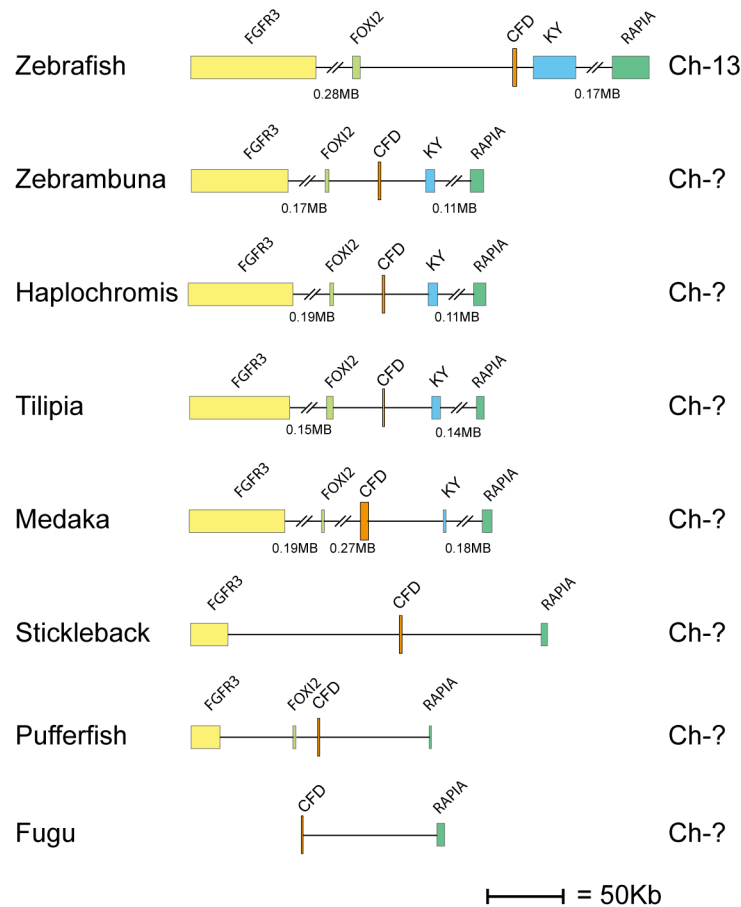 FGFR3 FOXI2 CFD KY RAPIA
Zebrafish Ch-13
0.28MB 0.17MB
FGFR3 FOXI2 CFD KY RAPIA
Zebrambuna Ch-?
0.17MB 0.11MB
FGFR3 FOXI2 CFD KY RAPIA
Haplochromis Ch-?
0.19MB 0.11MB
FGFR3 FOXI2 CFD KY RAPIA
Tilipia Ch-?
0.15MB 0.14MB
FGFR3 FOXI2 CFD KY RAPIA
Medaka Ch-?
0.19MB 0.27MB 0.18MB
FGFR3 CFD RAPIA
Stickleback Ch-?
FGFR3 FOXI2 CFD RAPIA
Pufferfish Ch-?
CFD RAPIA
Fugu Ch-?
= 50Kb